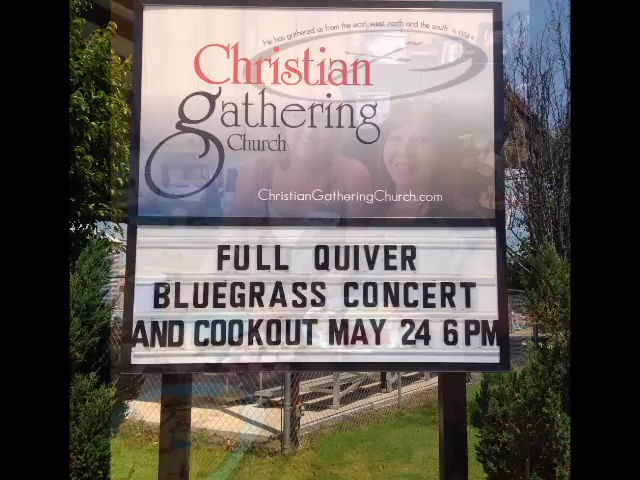 He has gathered us from the east, west, north and the south
Christian
gathering
Church
ChristianGatheringChurch.com
FULL QUIVER
BLUEGRASS CONCERT
AND COOKOUT MAY 24 6PM